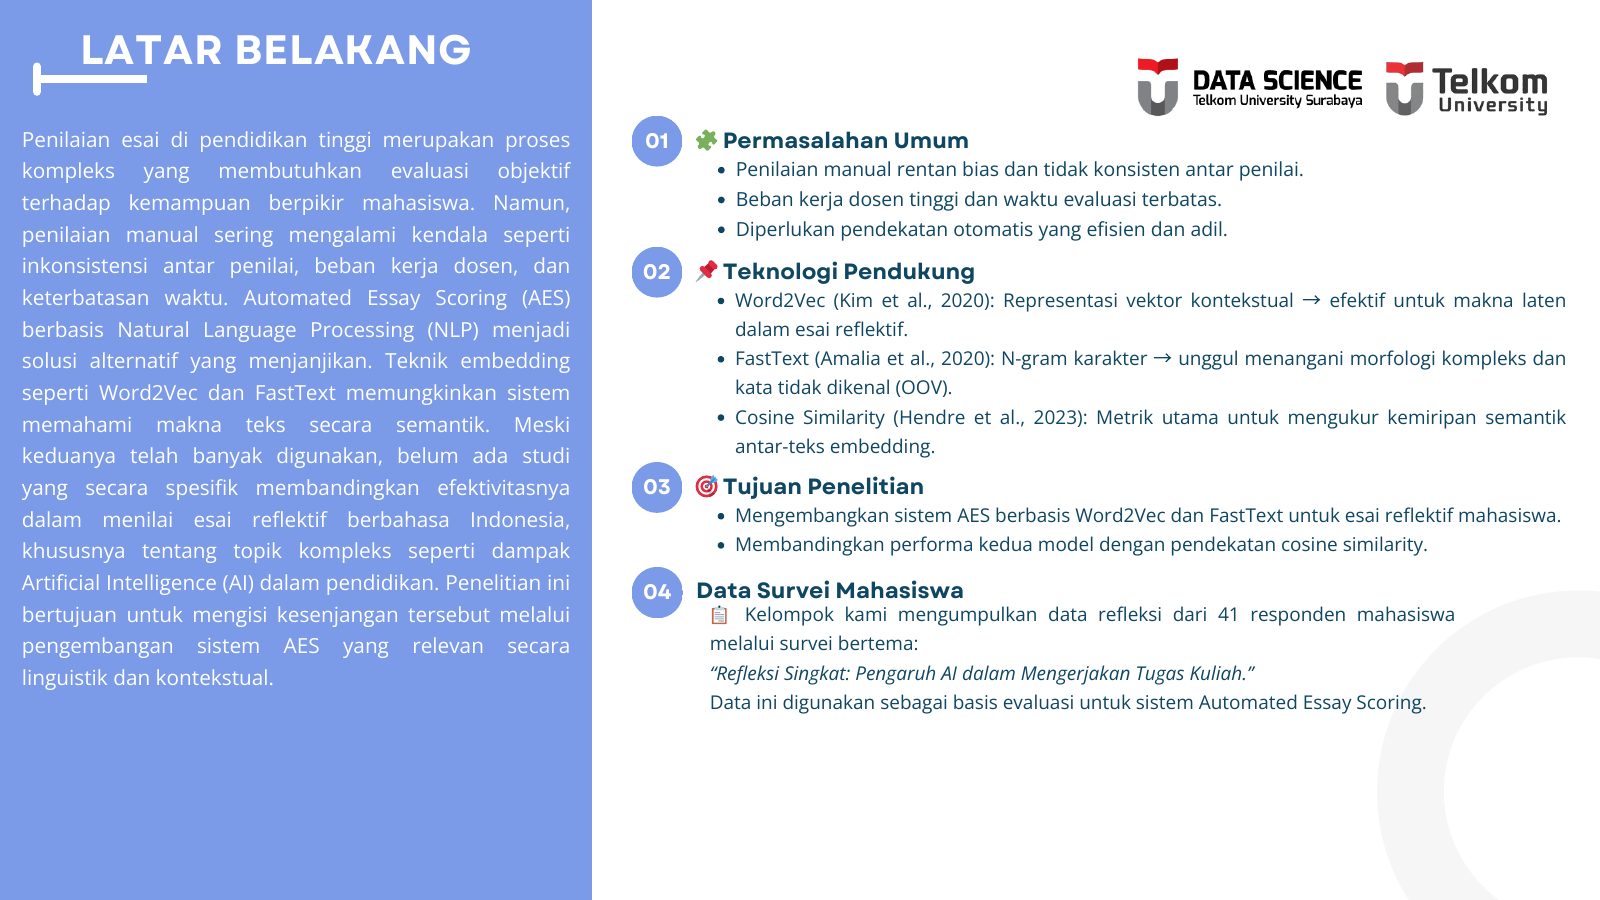 LATAR BELAKANG
Penilaian esai di pendidikan tinggi merupakan proses
kompleks yang membutuhkan evaluasi objektif
terhadap kemampuan berpikir mahasiswa. Namun,
penilaian manual sering mengalami kendala seperti
inkonsistensi antar penilai, beban kerja dosen, dan
keterbatasan waktu. Automated Essay Scoring (AES)
berbasis Natural Language Processing (NLP) menjadi
solusi alternatif yang menjanjikan. Teknik embedding
seperti Word2Vec dan FastText memungkinkan sistem
memahami makna teks secara semantik. Meski
keduanya telah banyak digunakan, belum ada studi
yang secara spesifik membandingkan efektivitasnya
dalam menilai esai reflektif berbahasa Indonesia,
khususnya tentang topik kompleks seperti dampak
Artificial Intelligence (AI) dalam pendidikan. Penelitian ini
bertujuan untuk mengisi kesenjangan tersebut melalui
pengembangan sistem AES yang relevan secara
linguistik dan kontekstual.
DATA SCIENCE
Telkom University Surabaya
Telkom
University
01
🧩 Permasalahan Umum
• Penilaian manual rentan bias dan tidak konsisten antar penilai.
• Beban kerja dosen tinggi dan waktu evaluasi terbatas.
• Diperlukan pendekatan otomatis yang efisien dan adil.
02
📌 Teknologi Pendukung
• Word2Vec (Kim et al., 2020): Representasi vektor kontekstual → efektif untuk makna laten
dalam esai reflektif.
• FastText (Amalia et al., 2020): N-gram karakter → unggul menangani morfologi kompleks dan
kata tidak dikenal (OOV).
• Cosine Similarity (Hendre et al., 2023): Metrik utama untuk mengukur kemiripan semantik
antar-teks embedding.
03
🎯 Tujuan Penelitian
• Mengembangkan sistem AES berbasis Word2Vec dan FastText untuk esai reflektif mahasiswa.
• Membandingkan performa kedua model dengan pendekatan cosine similarity.
04
Data Survei Mahasiswa
📋 Kelompok kami mengumpulkan data refleksi dari 41 responden mahasiswa
melalui survei bertema:
“Refleksi Singkat: Pengaruh AI dalam Mengerjakan Tugas Kuliah.”
Data ini digunakan sebagai basis evaluasi untuk sistem Automated Essay Scoring.